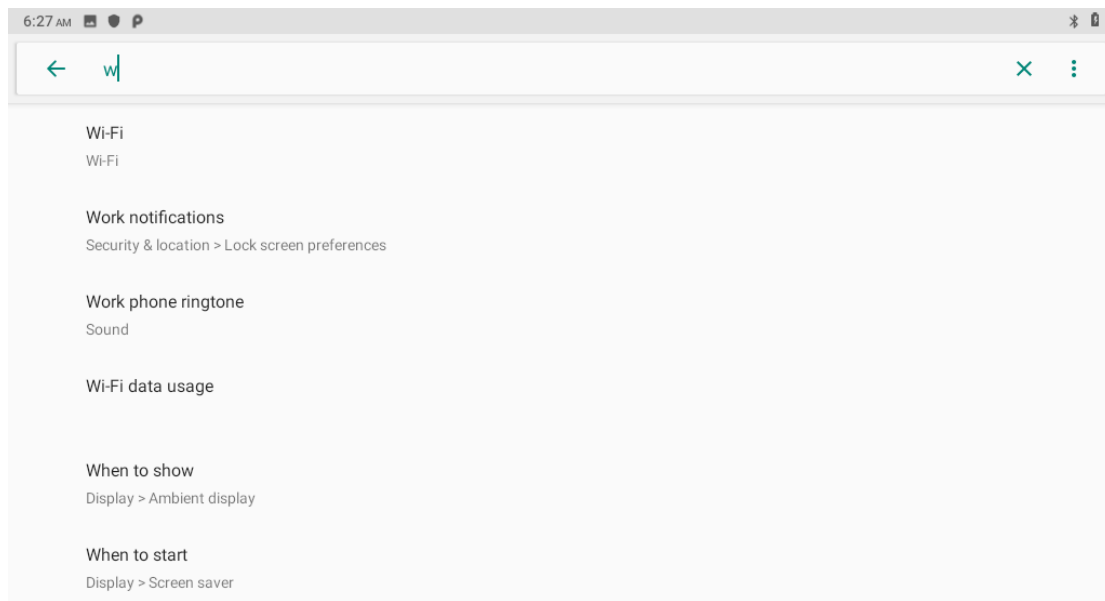 6:27 AM
w
Wi-Fi
Wi-Fi
Work notifications
Security & location > Lock screen preferences
Work phone ringtone
Sound
Wi-Fi data usage
When to show
Display > Ambient display
When to start
Display > Screen saver